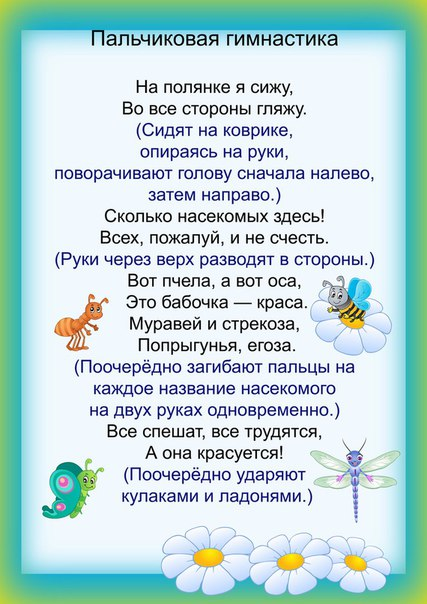 Пальчиковая гимнастика
На полянке я сижу,
Во все стороны гляжу.
(Сидят на коврике,
опираясь на руки,
поворачивают голову сначала налево,
затем направо.)
Сколько насекомых здесь!
Всех, пожалуй, и не счесть.
(Руки через верх разводят в стороны.)
Вот пчела, а вот оса,
Это бабочка — краса.
Муравей и стрекоза,
Попрыгунья, егоза.
(Поочерёдно загибают пальцы на
каждое название насекомого
на двух руках одновременно.)
Все спешат, все трудятся,
А она красуется!
(Поочерёдно ударяют
кулаками и ладонями.)